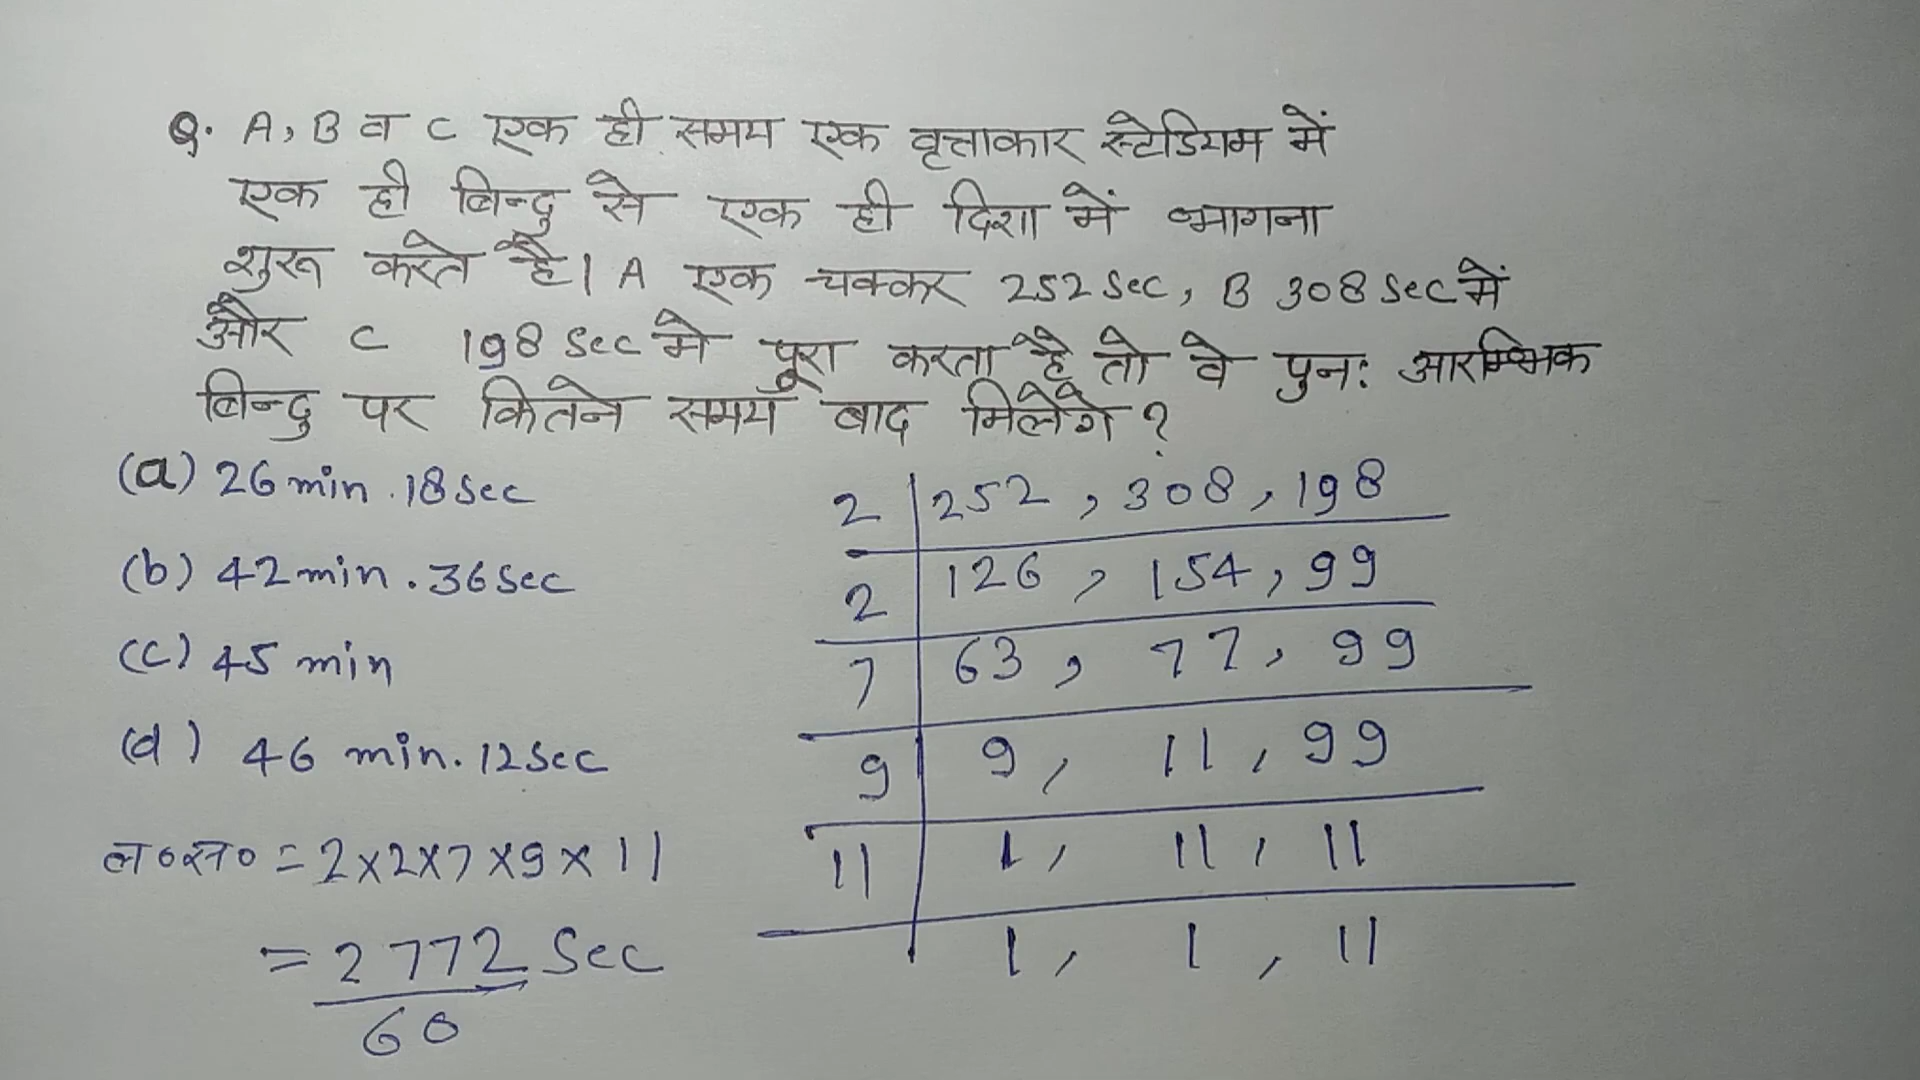 Q. A, B व C एक ही समय एक वृत्ताकार स्टेडियम में
एक ही बिन्दु से एक ही दिशा में भागना
शुरू करते है। A एक चक्कर 252 Sec, B 308 Sec में
और C 198 Sec मे पूरा करता है तो वे पुनः आरम्भिक
बिन्दु पर कितने समय बाद मिलेंगे?
(a) 26 min. 18 Sec
(b) 42 min. 36 Sec
(c) 45 min
(d) 46 min. 12 Sec
ल०स० = 2×2×7×9×11
= 2772 Sec
60
2 | 252, 308, 198
2 | 126, 154, 99
7 | 63, 77, 99
9 | 9, 11, 99
11 | 1, 11, 11
1, 1, 11